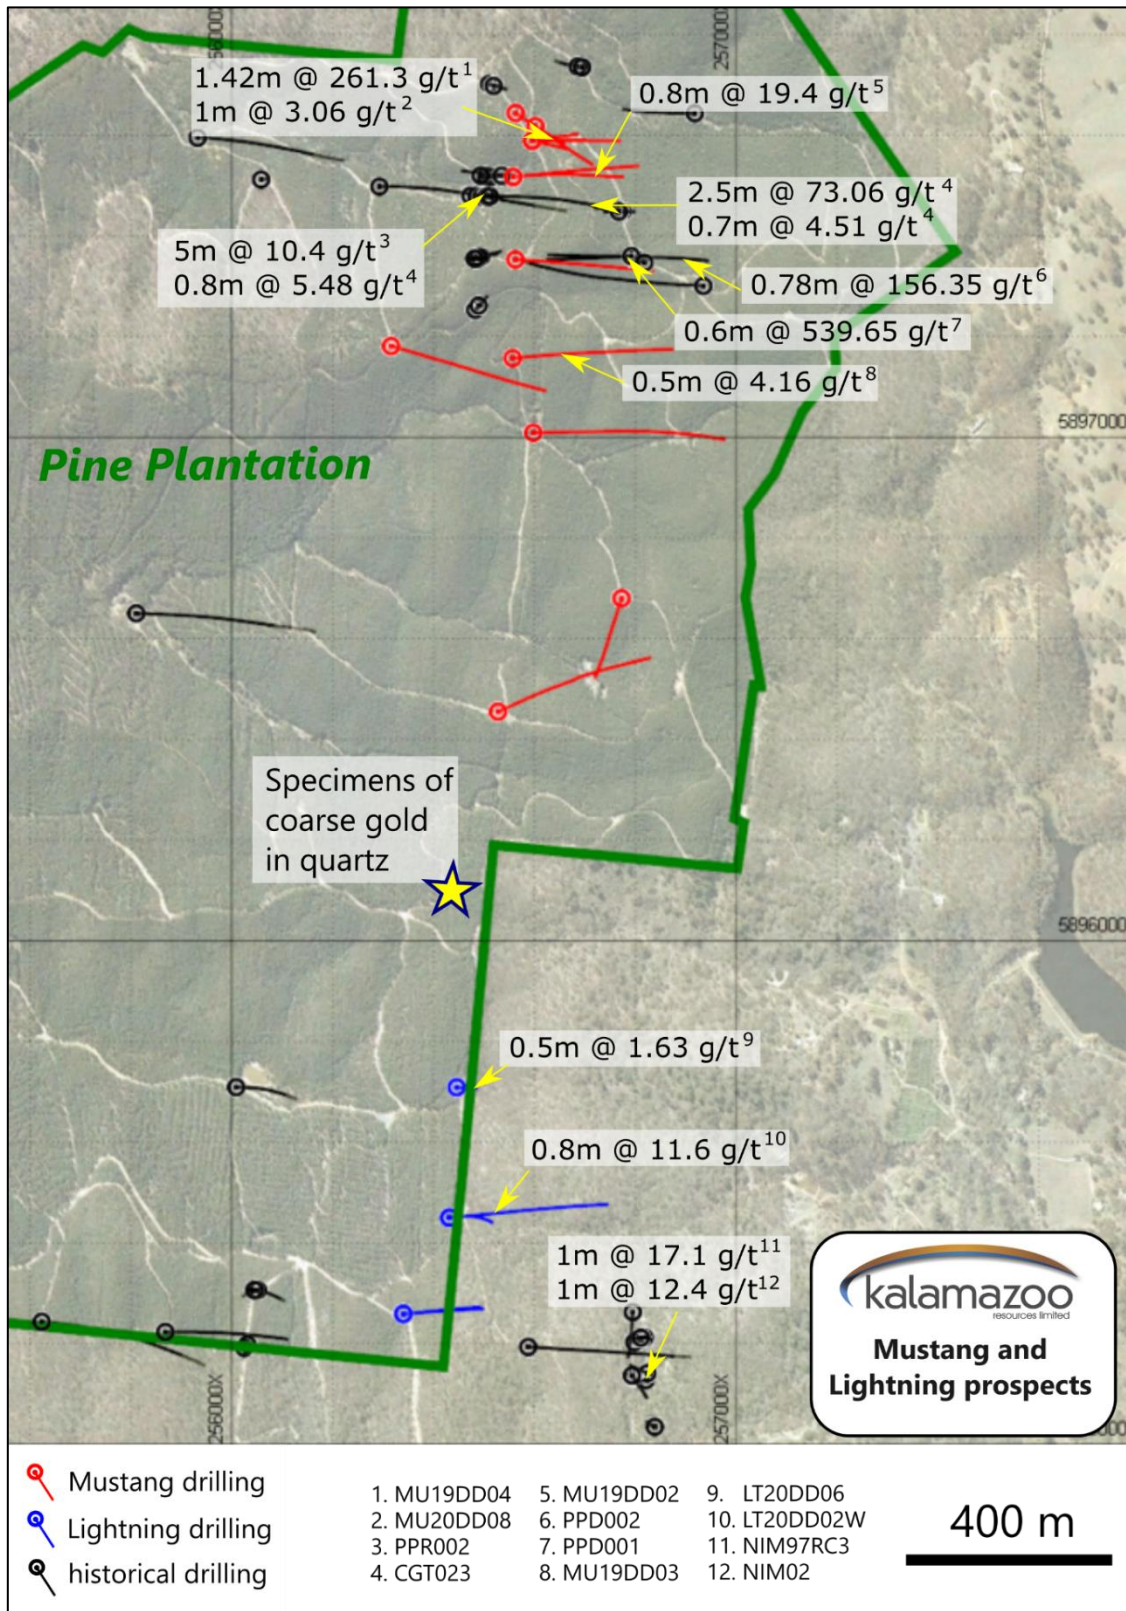 256000X
257000X
1.42m @ 261.3 g/t¹
1m @ 3.06 g/t²
0.8m @ 19.4 g/t⁵
2.5m @ 73.06 g/t⁴
0.7m @ 4.51 g/t⁴
5m @ 10.4 g/t³
0.8m @ 5.48 g/t⁴
0.78m @ 156.35 g/t⁶
0.6m @ 539.65 g/t⁷
0.5m @ 4.16 g/t⁸
5897000
Pine Plantation
Specimens of
coarse gold
in quartz
5896000
0.5m @ 1.63 g/t⁹
0.8m @ 11.6 g/t¹⁰
1m @ 17.1 g/t¹¹
1m @ 12.4 g/t¹²
kalamazoo
resources limited
Mustang and
Lightning prospects
256000X
257000X
Mustang drilling
Lightning drilling
historical drilling
1. MU19DD04
2. MU20DD08
3. PPR002
4. CGT023
5. MU19DD02
6. PPD002
7. PPD001
8. MU19DD03
9. LT20DD06
10. LT20DD02W
11. NIM97RC3
12. NIM02
400 m